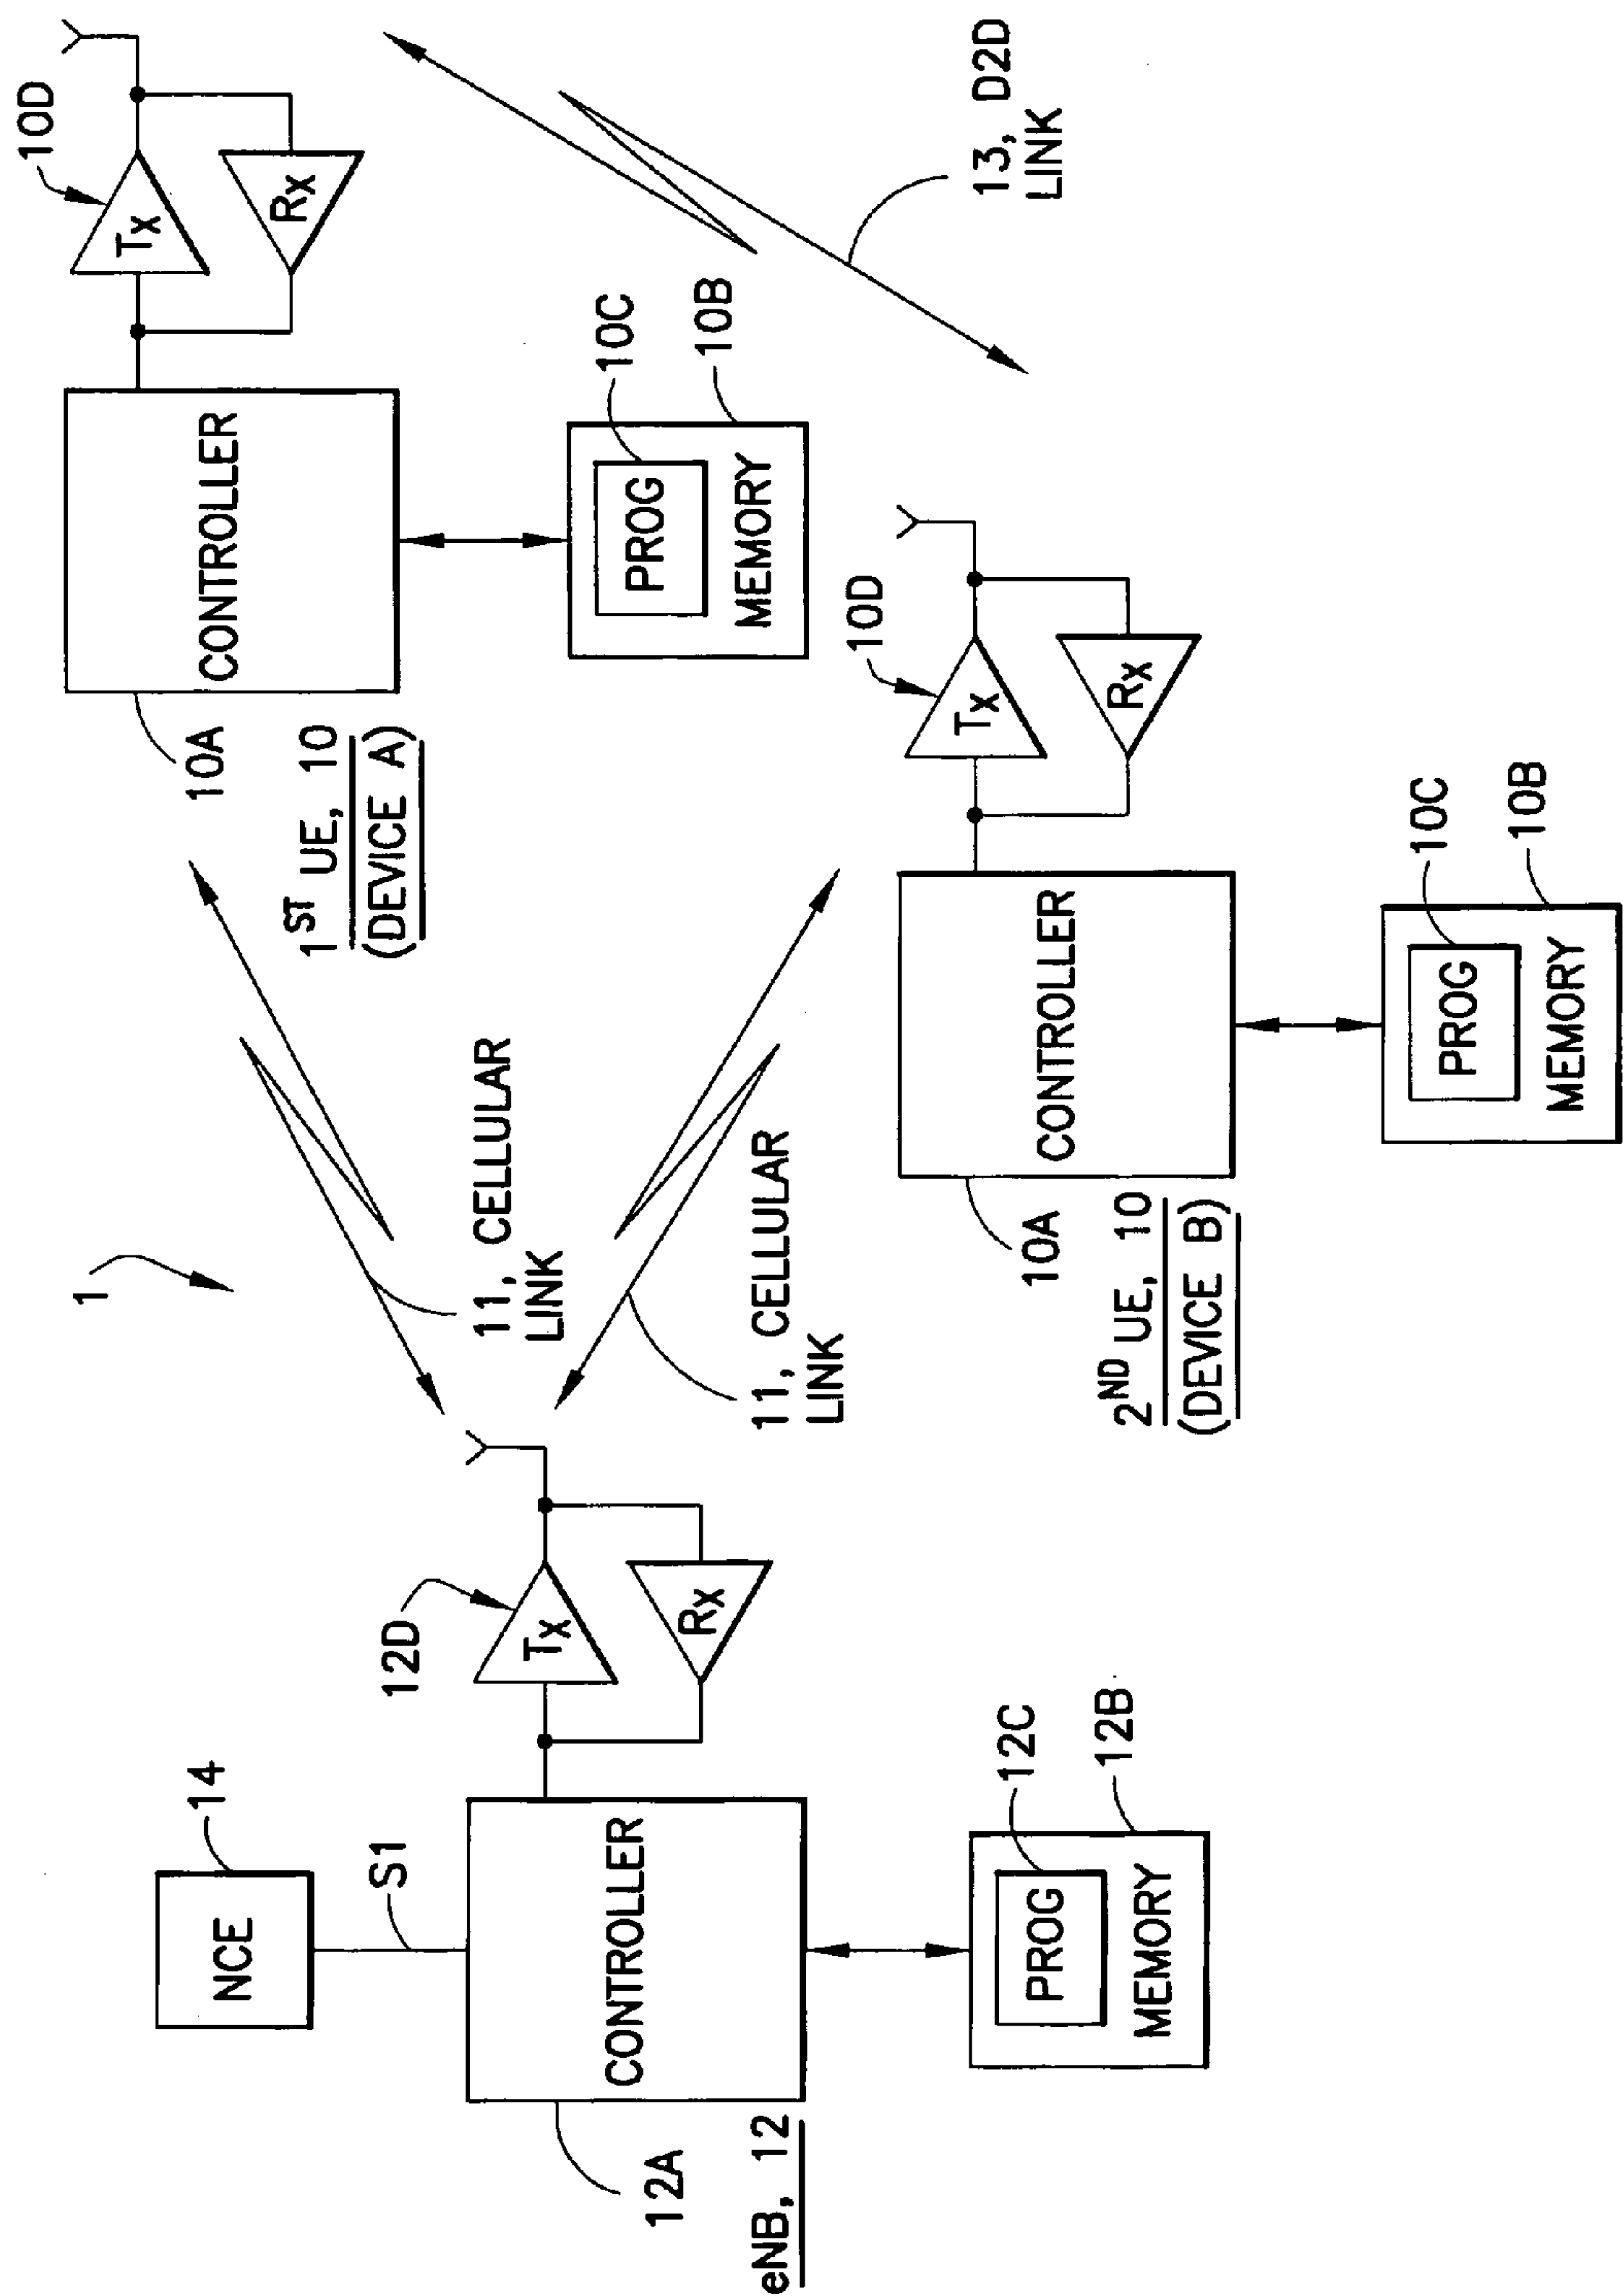 1
NCE
14
S1
CONTROLLER
12A
eNB, 12
12D
Tx
Rx
PROG
MEMORY
12C
12B
11, CELLULAR
LINK
11, CELLULAR
LINK
10A
1ST UE, 10
(DEVICE A)
CONTROLLER
10D
Tx
Rx
PROG
MEMORY
10C
10B
13, D2D
LINK
10A
2ND UE, 10
(DEVICE B)
CONTROLLER
10D
Tx
Rx
PROG
MEMORY
10C
10B